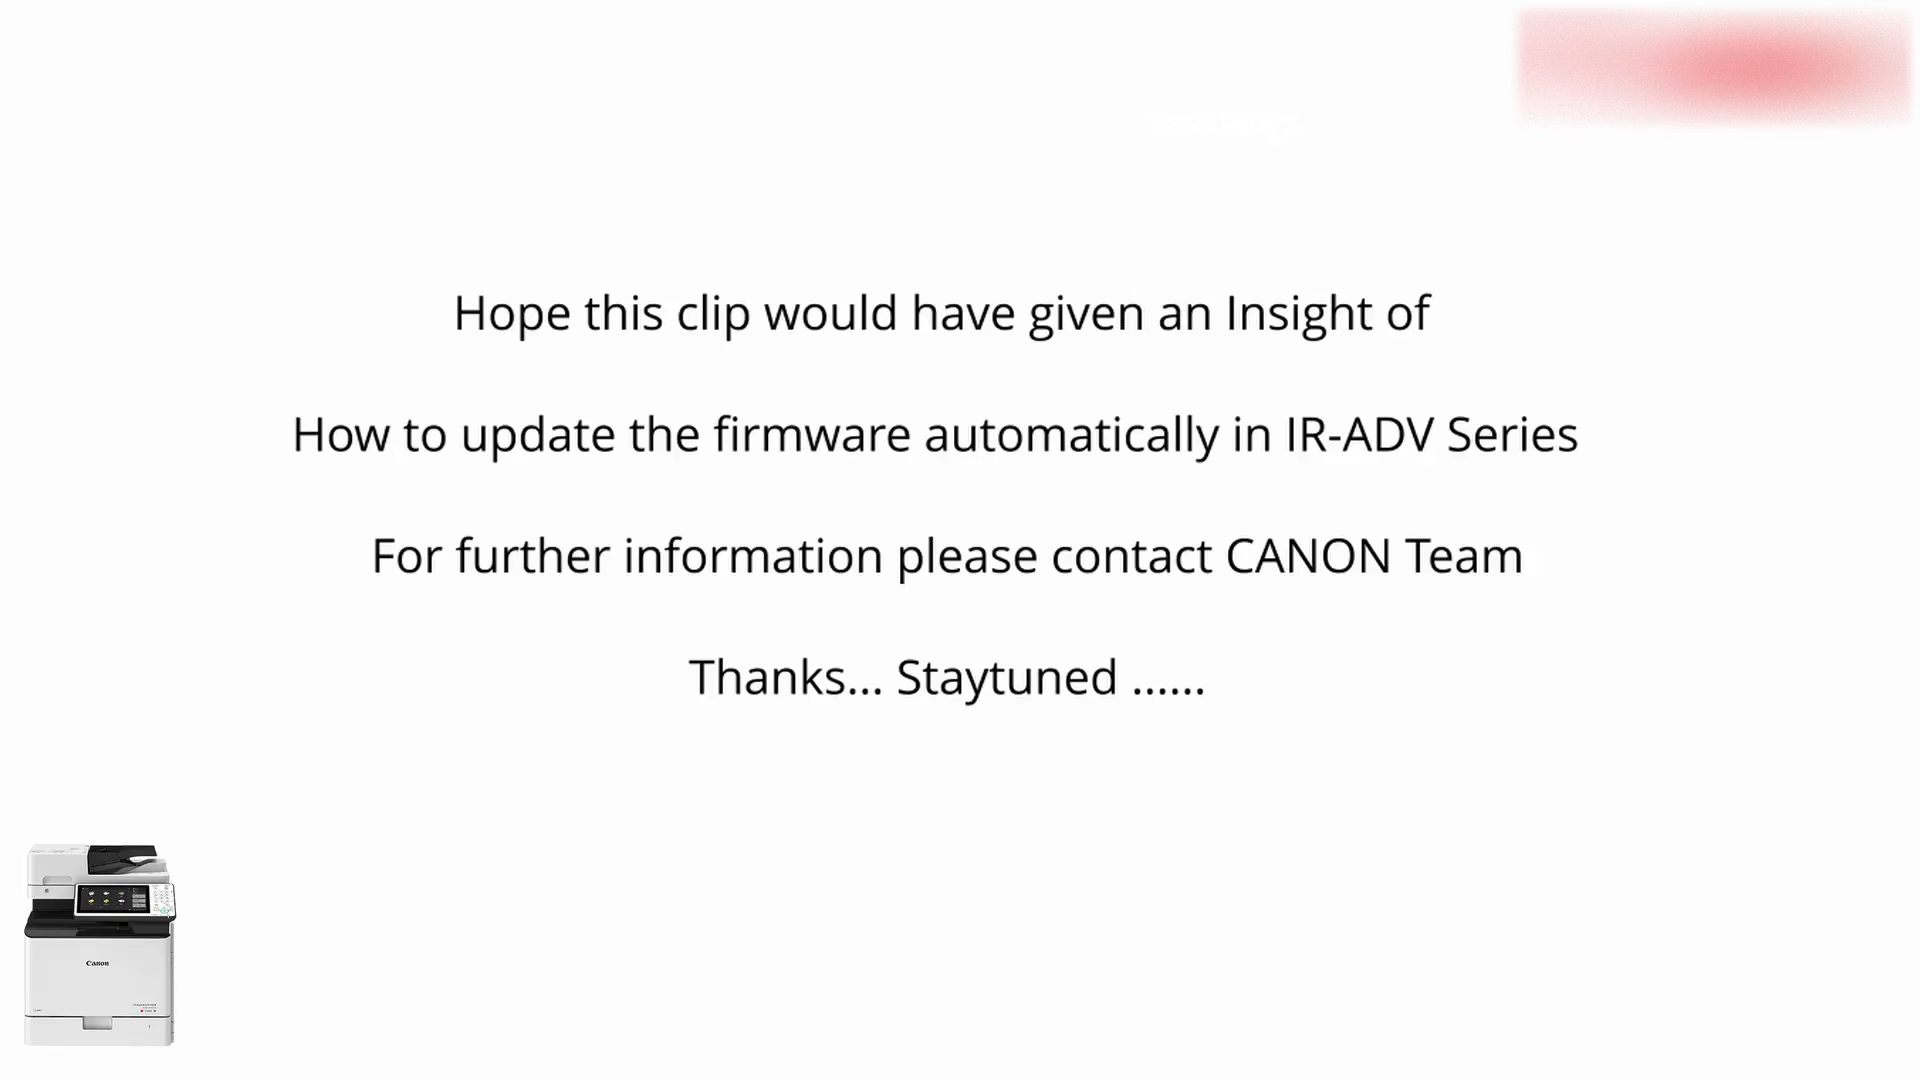 Hope this clip would have given an Insight of
How to update the firmware automatically in IR-ADV Series
For further information please contact CANON Team
Thanks... Staytuned ......
Canon